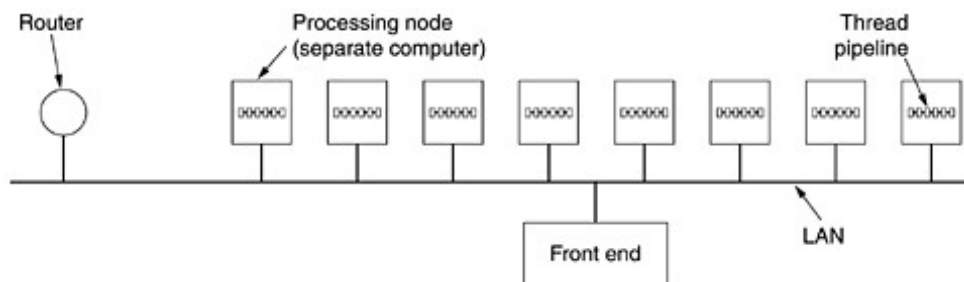 Router
Processing node
(separate computer)
Thread
pipeline
LAN
Front end